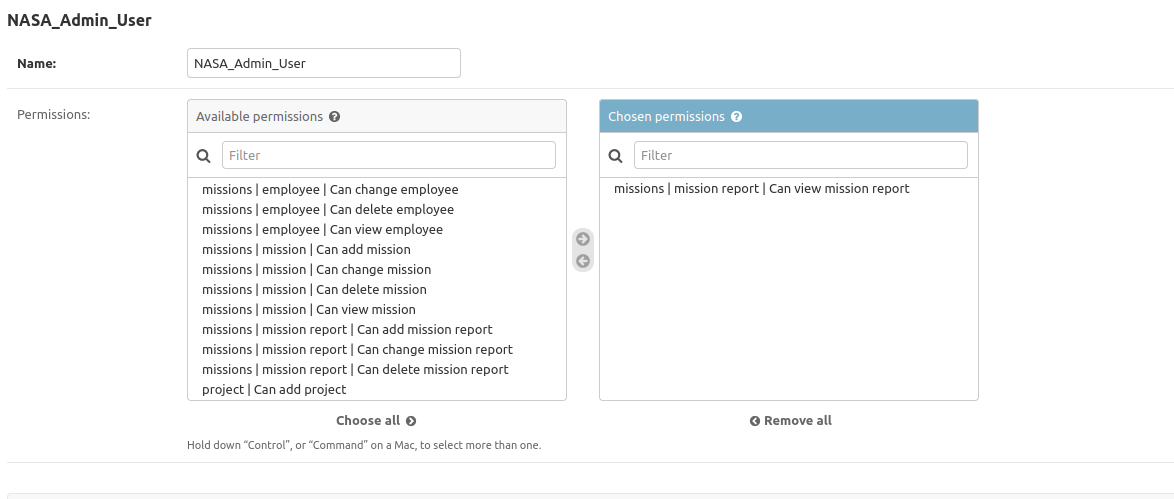 NASA_Admin_User
Name:
NASA_Admin_User
Permissions:
Available permissions ?
Filter
missions | employee | Can change employee
missions | employee | Can delete employee
missions | employee | Can view employee
missions | mission | Can add mission
missions | mission | Can change mission
missions | mission | Can delete mission
missions | mission | Can view mission
missions | mission report | Can add mission report
missions | mission report | Can change mission report
missions | mission report | Can delete mission report
project | Can add project
Choose all
Chosen permissions ?
Filter
missions | mission report | Can view mission report
Remove all
Hold down “Control”, or “Command” on a Mac, to select more than one.